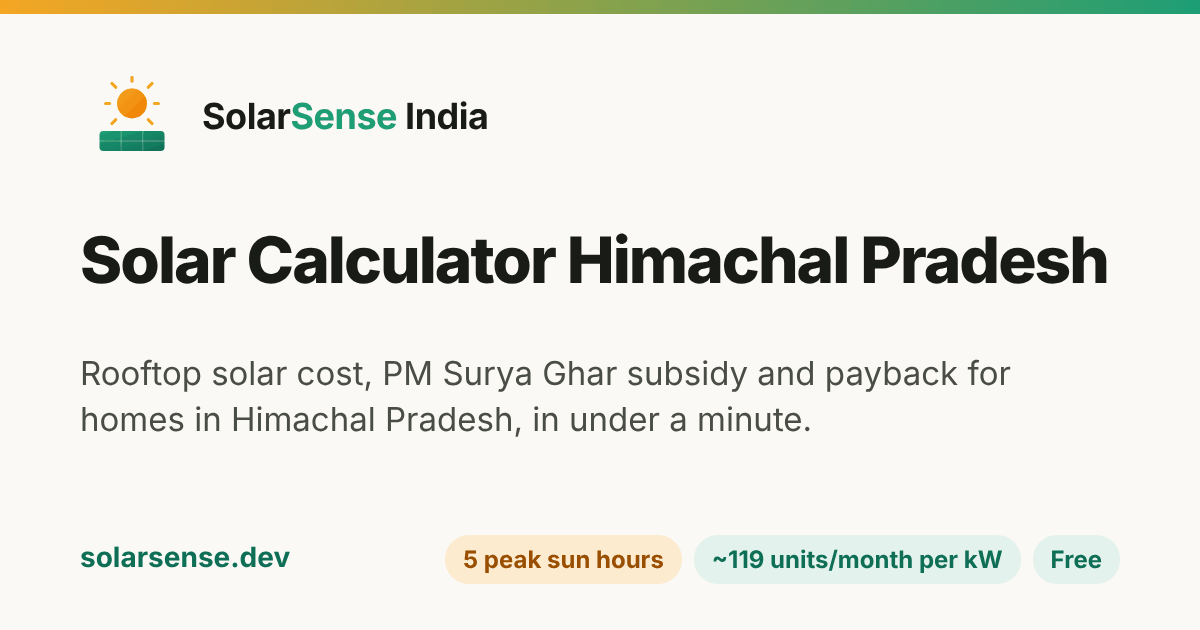 SolarSense India
Solar Calculator Himachal Pradesh
Rooftop solar cost, PM Surya Ghar subsidy and payback for
homes in Himachal Pradesh, in under a minute.
solarsense.dev
5 peak sun hours
~119 units/month per kW
Free